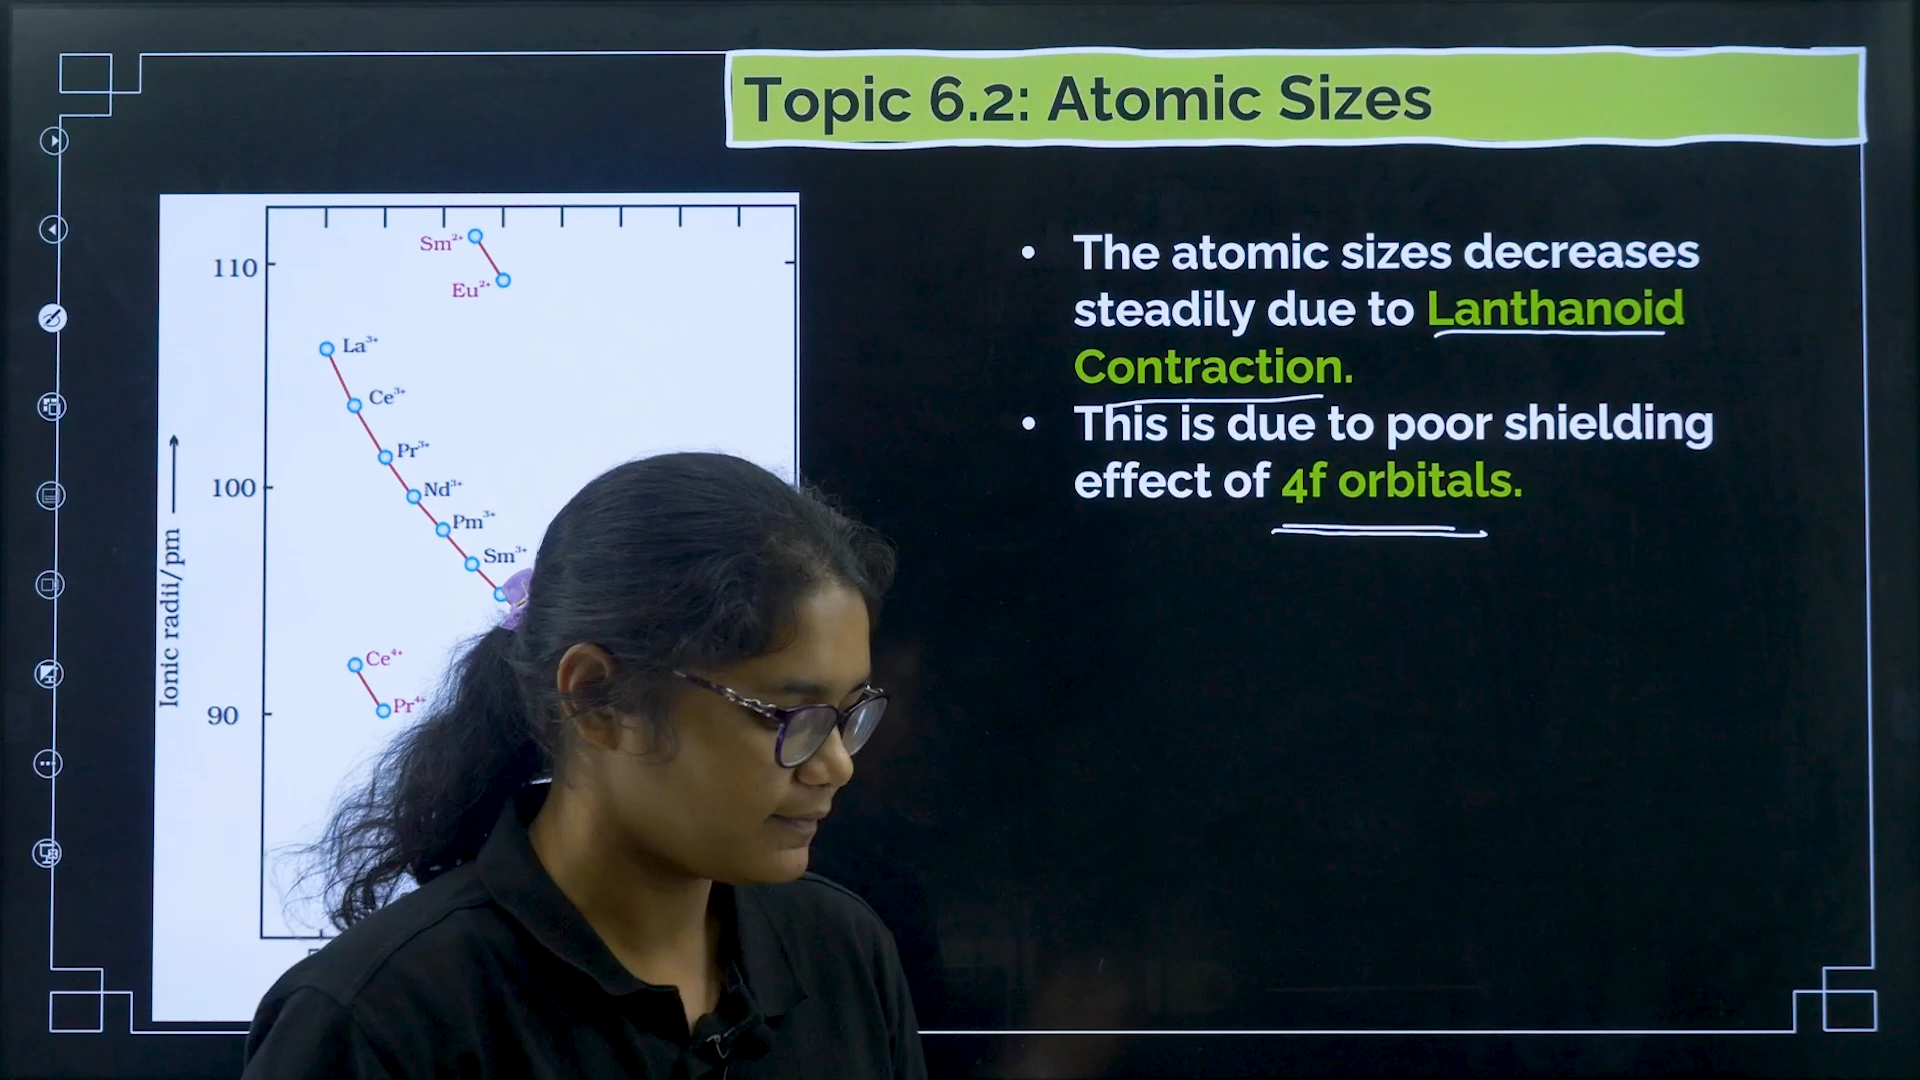 Topic 6.2: Atomic Sizes
• The atomic sizes decreases
steadily due to Lanthanoid
Contraction.
• This is due to poor shielding
effect of 4f orbitals.
Ionic radii/pm
110
100
90
Sm²⁺
Eu²⁺
La³⁺
Ce³⁺
Pr³⁺
Nd³⁺
Pm³⁺
Sm³⁺
Ce⁴⁺
Pr⁴⁺